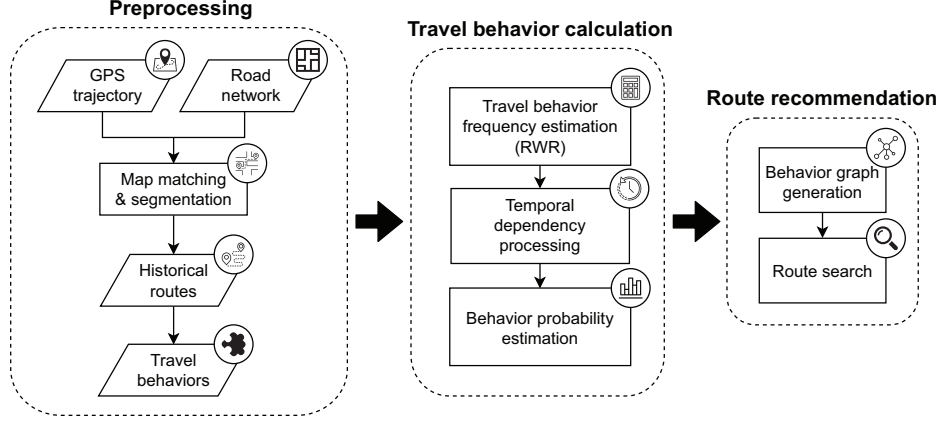 Preprocessing
GPS
trajectory
Road
network
Map matching
& segmentation
Historical
routes
Travel
behaviors
Travel behavior calculation
Travel behavior
frequency estimation
(RWR)
Temporal
dependency
processing
Behavior probability
estimation
Route recommendation
Behavior graph
generation
Route search